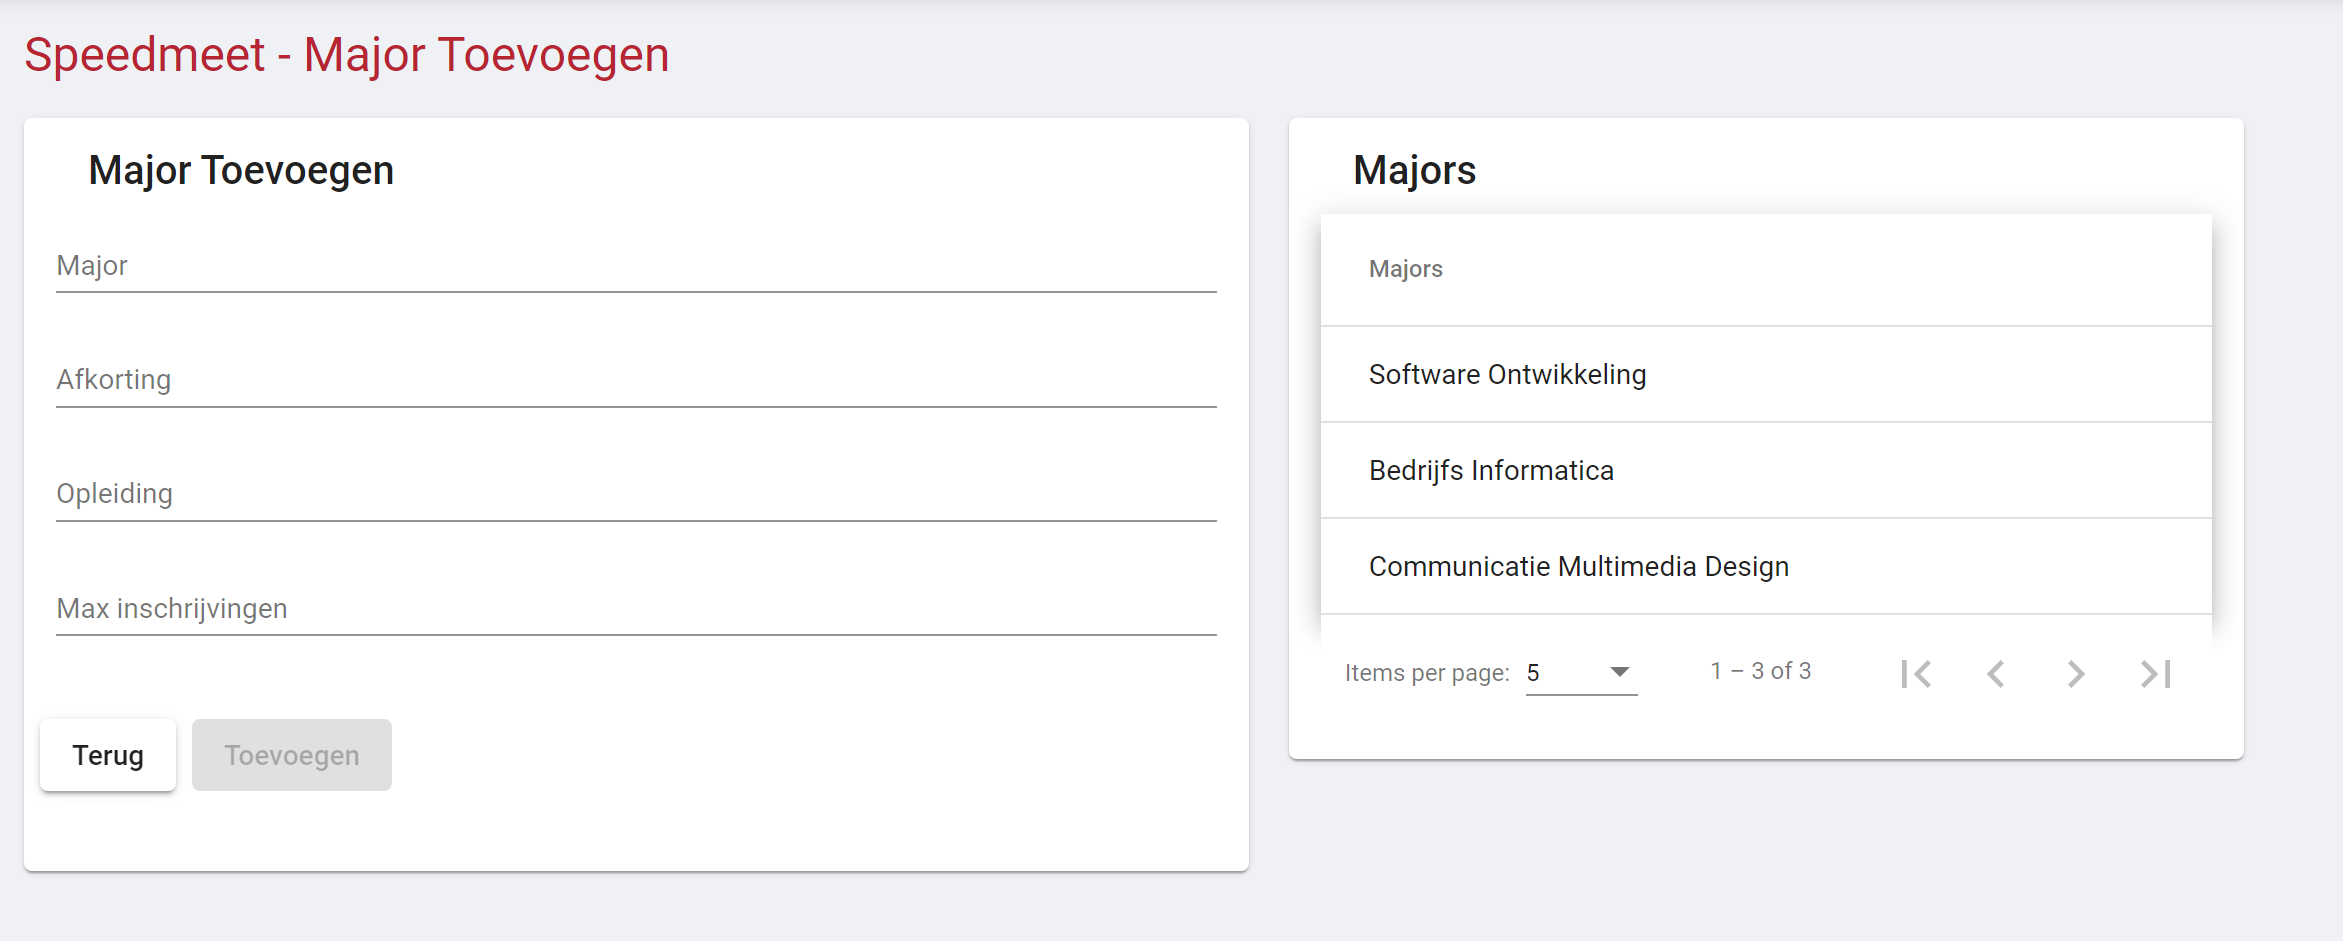 Speedmeet - Major Toevoegen
Major Toevoegen
Major
Afkorting
Opleiding
Max inschrijvingen
Terug Toevoegen
Majors
Majors
Software Ontwikkeling
Bedrijfs Informatica
Communicatie Multimedia Design
Items per page: 5 1 – 3 of 3